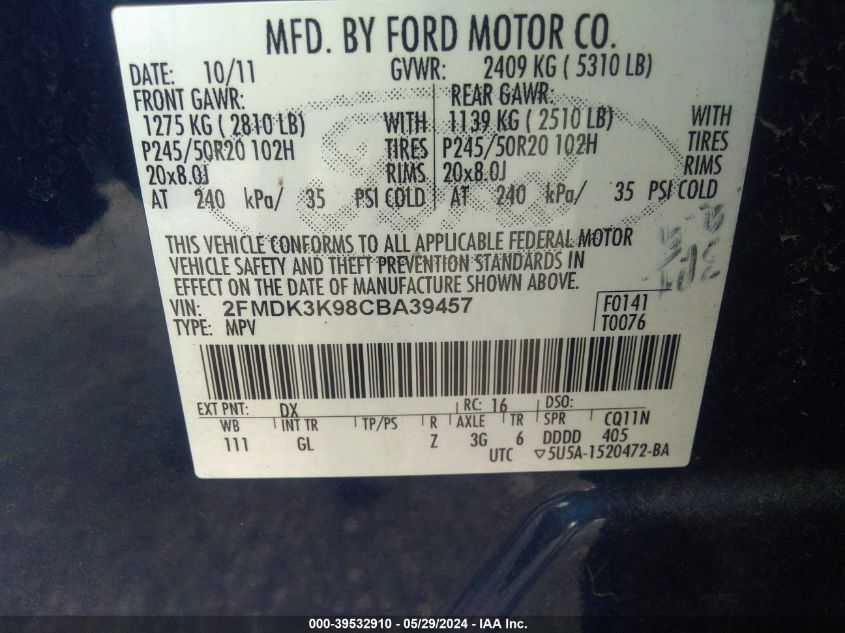 MFD. BY FORD MOTOR CO.
DATE: 10/11 GVWR: 2409 KG ( 5310 LB)
FRONT GAWR: REAR GAWR:
1275 KG ( 2810 LB) WITH 1139 KG ( 2510 LB) WITH
P245/50R20 102H TIRES P245/50R20 102H TIRES
20x8.0J RIMS 20x8.0J RIMS
AT 240 kPa/ 35 PSI COLD AT 240 kPa/ 35 PSI COLD
THIS VEHICLE CONFORMS TO ALL APPLICABLE FEDERAL MOTOR
VEHICLE SAFETY AND THEFT PREVENTION STANDARDS IN
EFFECT ON THE DATE OF MANUFACTURE SHOWN ABOVE.
VIN: 2FMDK3K98CBA39457 F0141
TYPE: MPV T0076
EXT PNT: DX RC: 16 DSO:
WB INT TR TP/PS R AXLE TR SPR CQ11N
111 GL Z 3G 6 DDDD 405
UTC ▽5U5A-1520472-BA
000-39532910 - 05/29/2024 - IAA Inc.